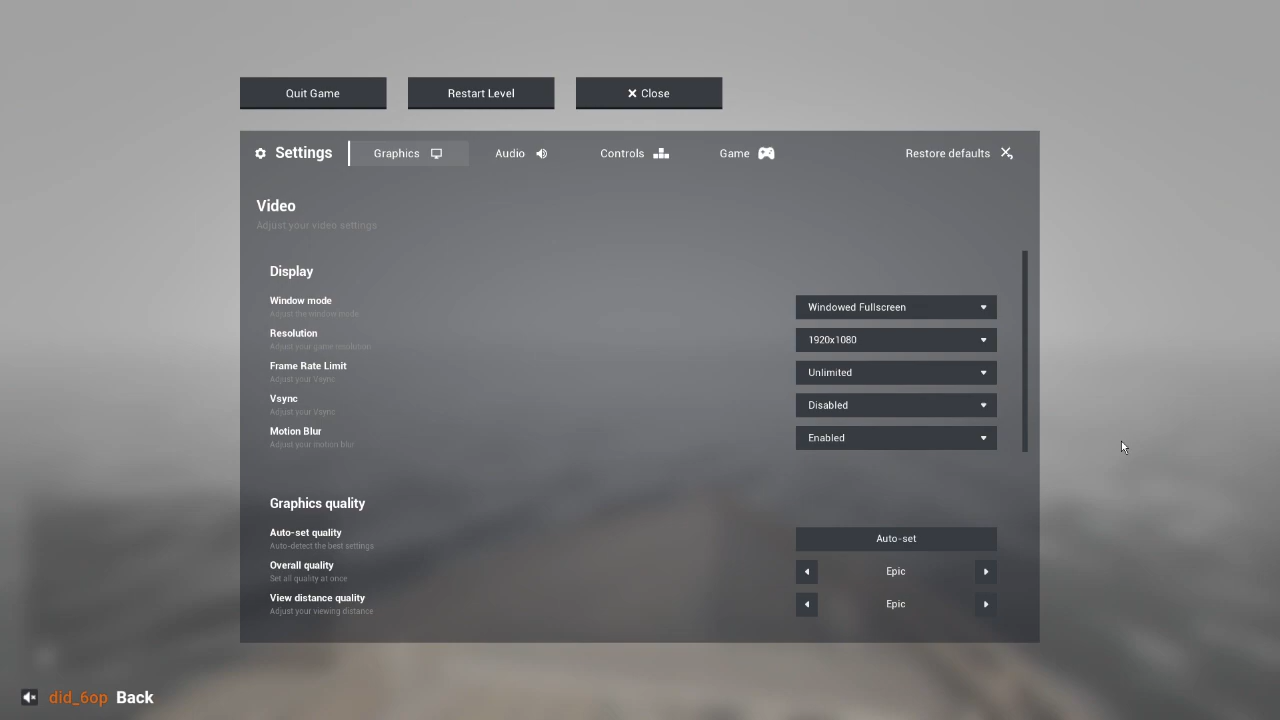 Quit Game
Restart Level
Close
Settings
Graphics
Audio
Controls
Game
Restore defaults
Video
Adjust your video settings
Display
Window mode
Windowed Fullscreen
Adjust the window mode
Resolution
1920x1080
Adjust your game resolution
Frame Rate Limit
Unlimited
Adjust your Vsync
Vsync
Disabled
Adjust your Vsync
Motion Blur
Enabled
Adjust your motion blur
Graphics quality
Auto-set quality
Auto-set
Auto-detect the best settings
Overall quality
Epic
Set all quality at once
View distance quality
Epic
Adjust your viewing distance
did_6op Back